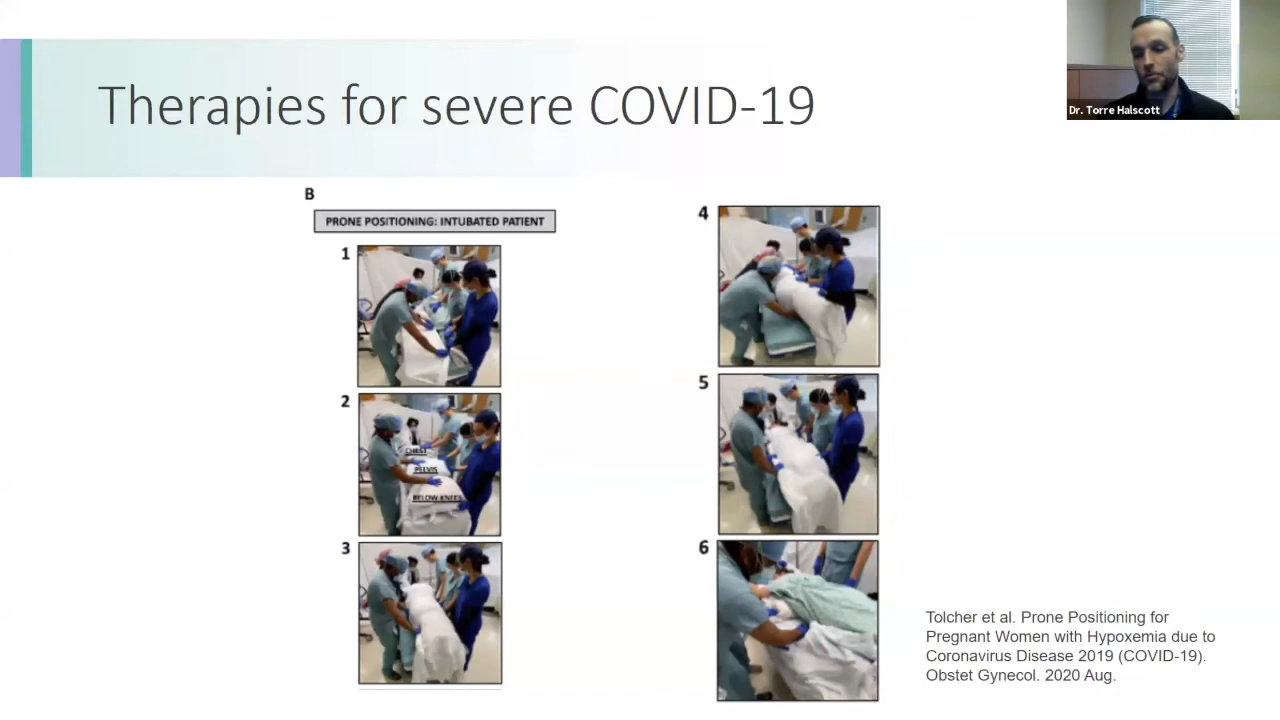 Therapies for severe COVID-19
Dr. Torre Halscott
B
PRONE POSITIONING: INTUBATED PATIENT
1
2
CHEST
PELVIS
BELOW KNEES
3
4
5
6
Tolcher et al. Prone Positioning for
Pregnant Women with Hypoxemia due to
Coronavirus Disease 2019 (COVID-19).
Obstet Gynecol. 2020 Aug.